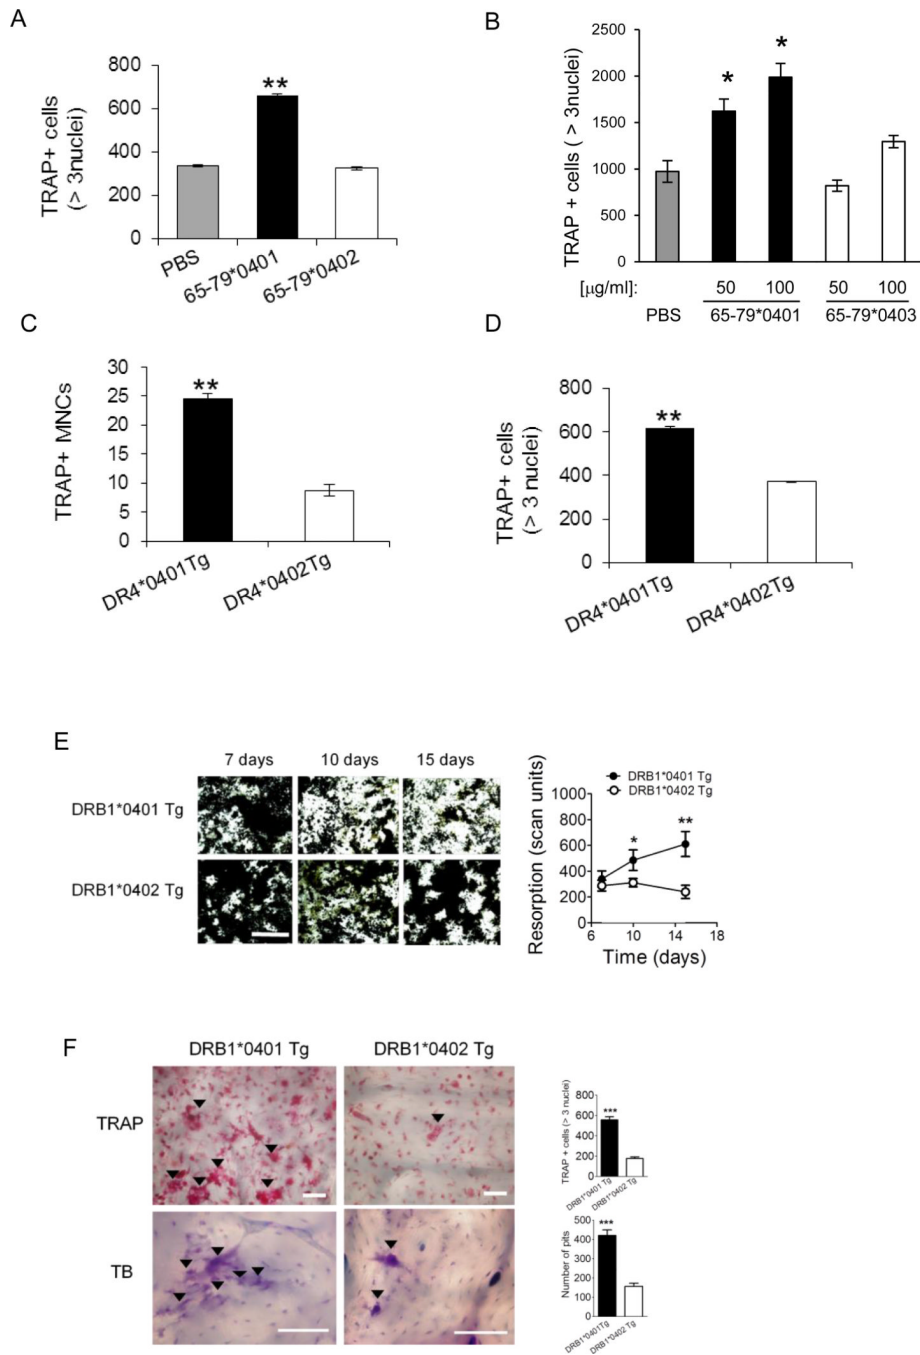 A
TRAP+ cells
(> 3nuclei)
800
600
400
200
0
**
PBS
65-79*0401
65-79*0402
B
TRAP + cells ( > 3nuclei)
2500
2000
1500
1000
500
0
*
*
[µg/ml]:
50
100
50
100
PBS
65-79*0401
65-79*0403
C
TRAP+ MNCs
30
25
20
15
10
5
0
**
DR4*0401Tg
DR4*0402Tg
D
TRAP+ cells
(> 3 nuclei)
800
600
400
200
0
**
DR4*0401Tg
DR4*0402Tg
E
7 days
10 days
15 days
DRB1*0401 Tg
DRB1*0402 Tg
DRB1*0401 Tg
DRB1*0402 Tg
Resorption (scan units)
1000
800
600
400
200
0
*
**
6
10
14
18
Time (days)
F
DRB1*0401 Tg
DRB1*0402 Tg
TRAP
TB
TRAP + cells (> 3 nuclei)
800
600
400
200
0
***
DRB1*0401 Tg
DRB1*0402 Tg
Number of pits
500
400
300
200
100
0
***
DRB1*0401Tg
DRB1*0402 Tg